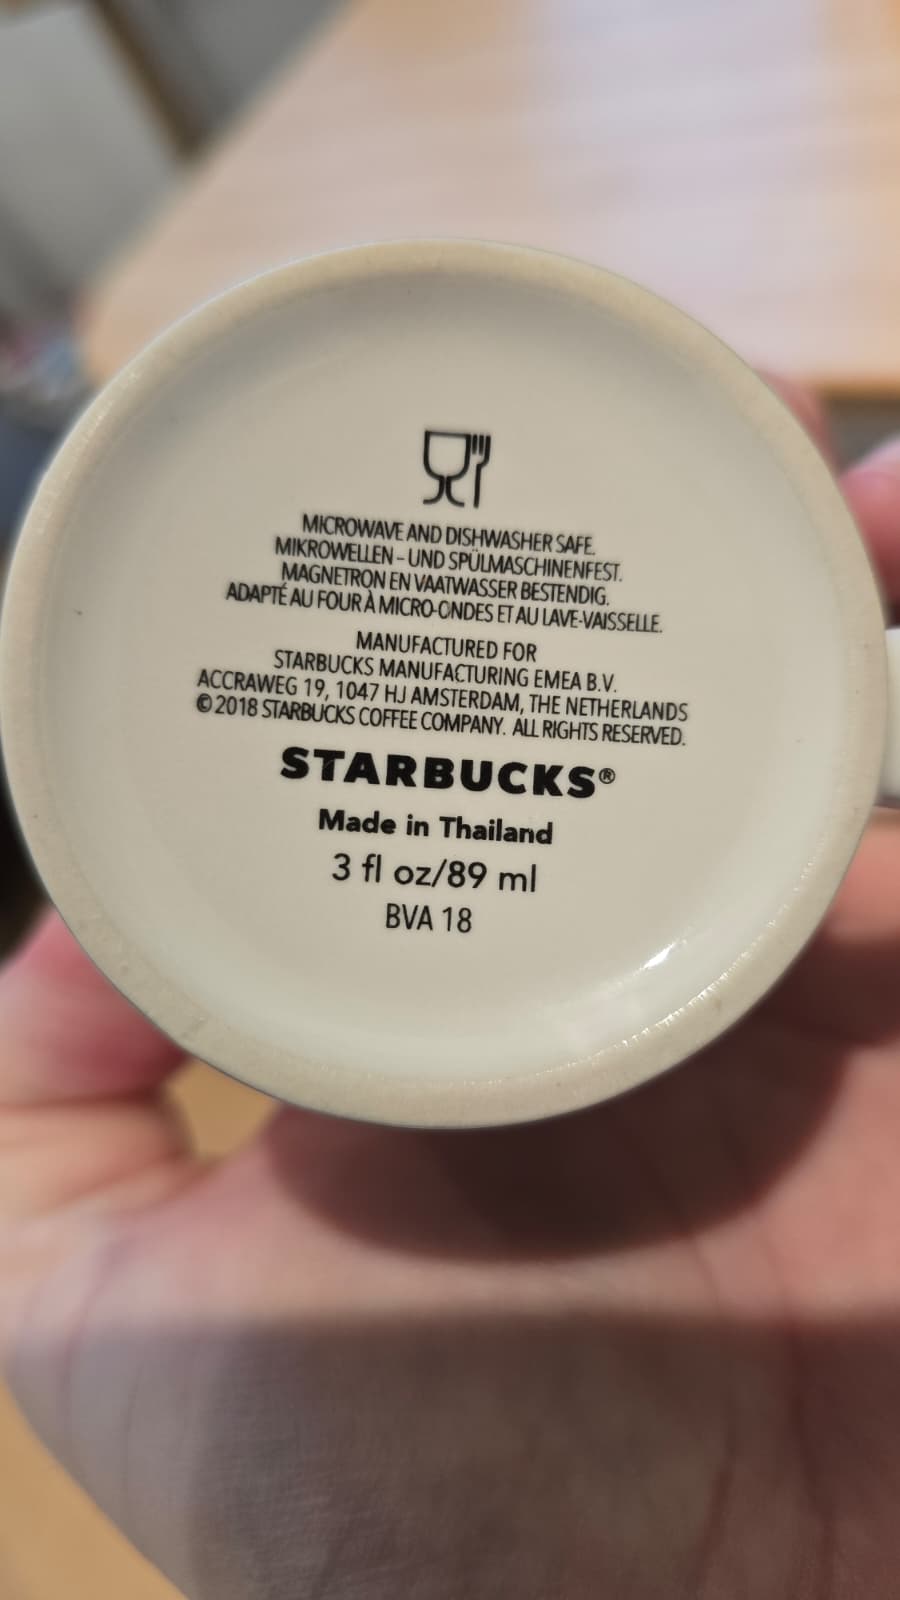 MICROWAVE AND DISHWASHER SAFE.
MIKROWELLEN - UND SPÜLMASCHINENFEST.
MAGNETRON EN VAATWASSER BESTENDIG.
ADAPTÉ AU FOUR À MICRO-ONDES ET AU LAVE-VAISSELLE.
MANUFACTURED FOR
STARBUCKS MANUFACTURING EMEA B.V.
ACCRAWEG 19, 1047 HJ AMSTERDAM, THE NETHERLANDS
© 2018 STARBUCKS COFFEE COMPANY. ALL RIGHTS RESERVED.
STARBUCKS®
Made in Thailand
3 fl oz/89 ml
BVA 18